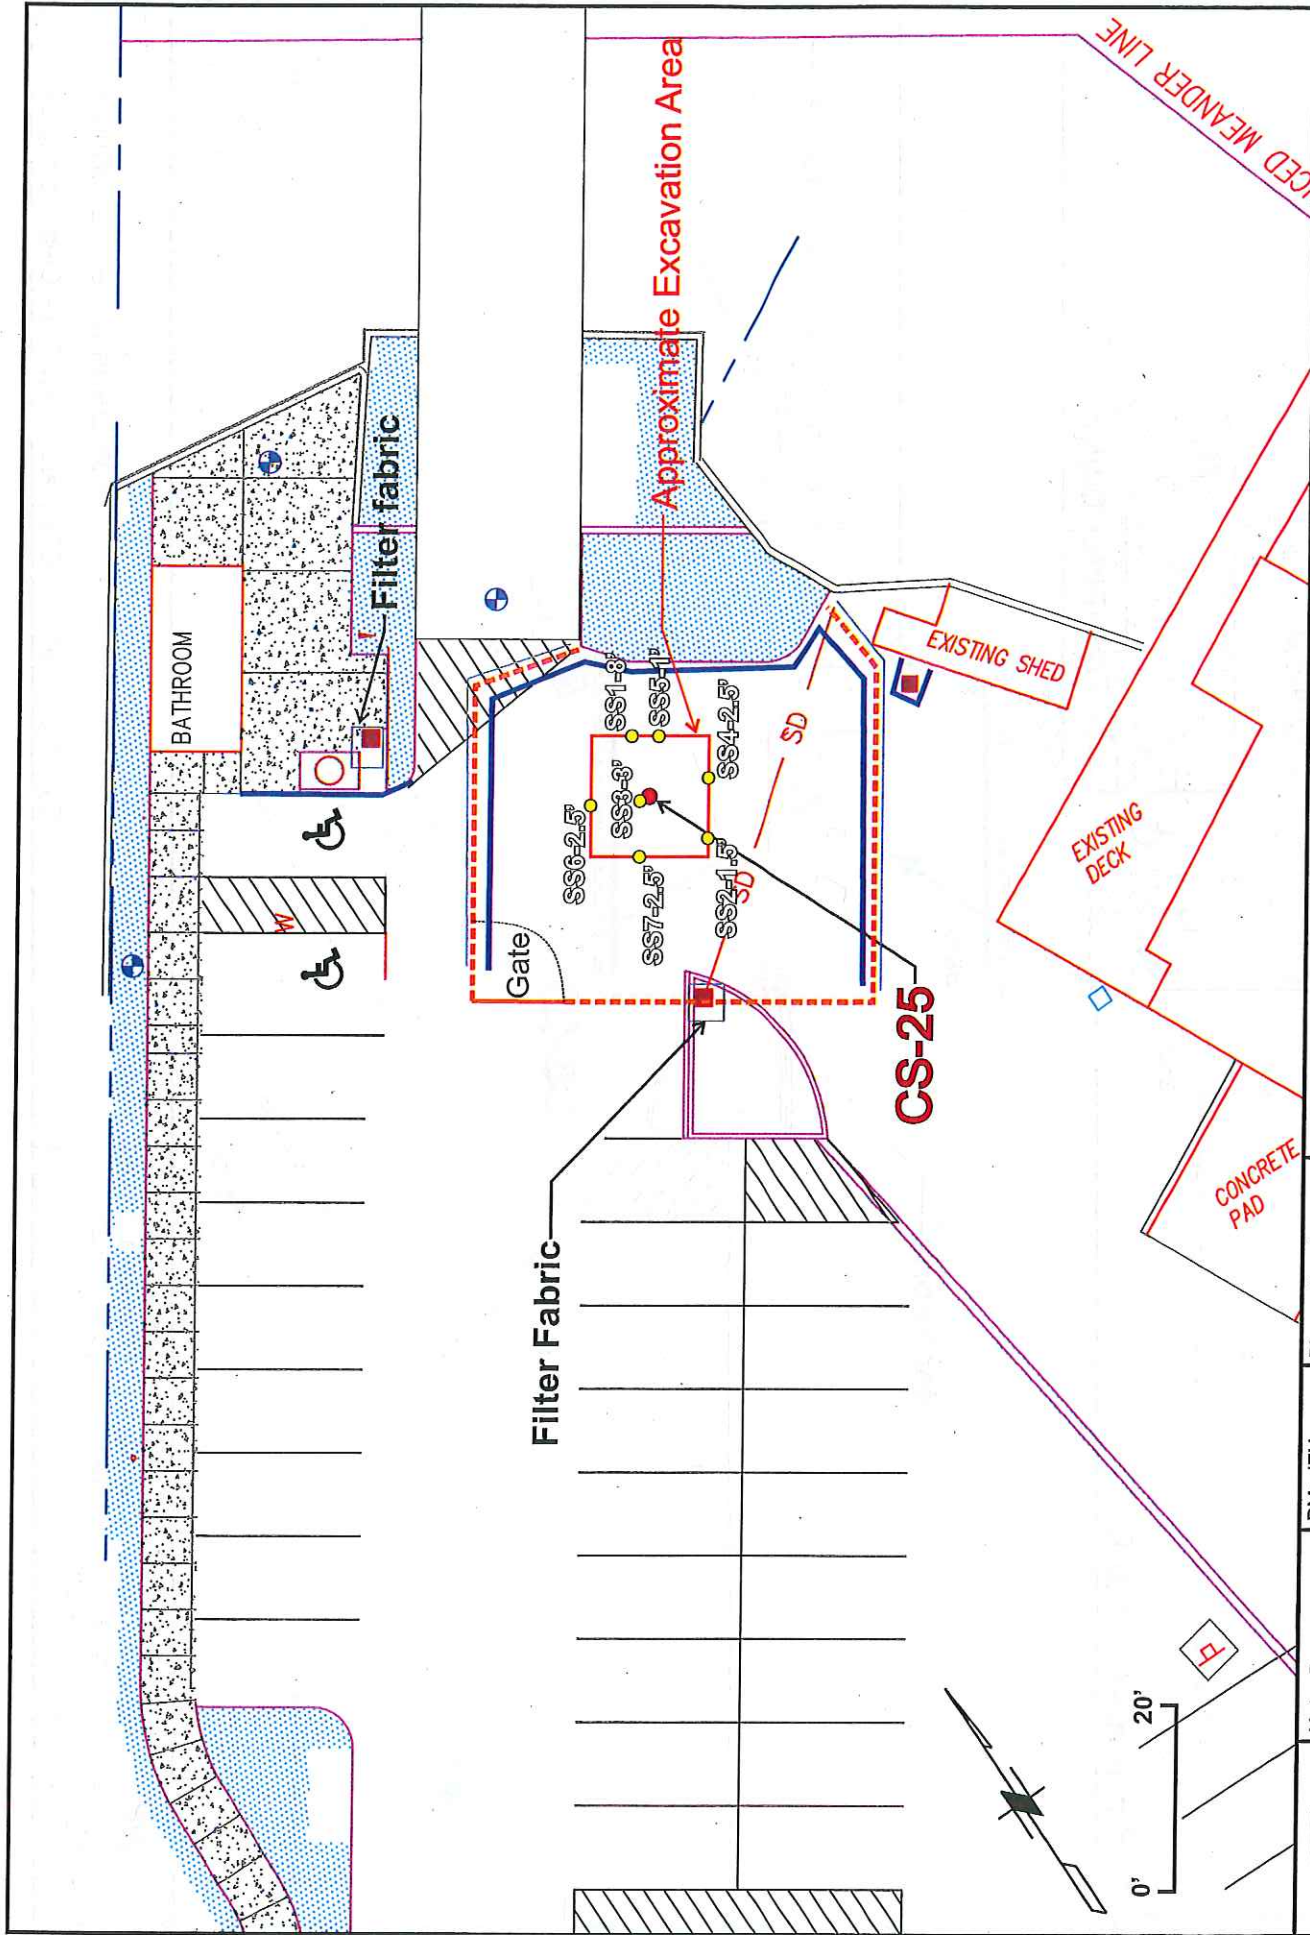 CED MEANDER LINE
Approximate Excavation Area
Filter fabric
BATHROOM
EXISTING SHED
SS1-8'
SS5-1'
SS4-2.5'
SD
SS3-3'
SS6-2.5'
SS2-1.5'
SD
SS7-2.5'
EXISTING
DECK
W
Gate
CS-25
CONCRETE
PAD
Filter Fabric
0'
20'